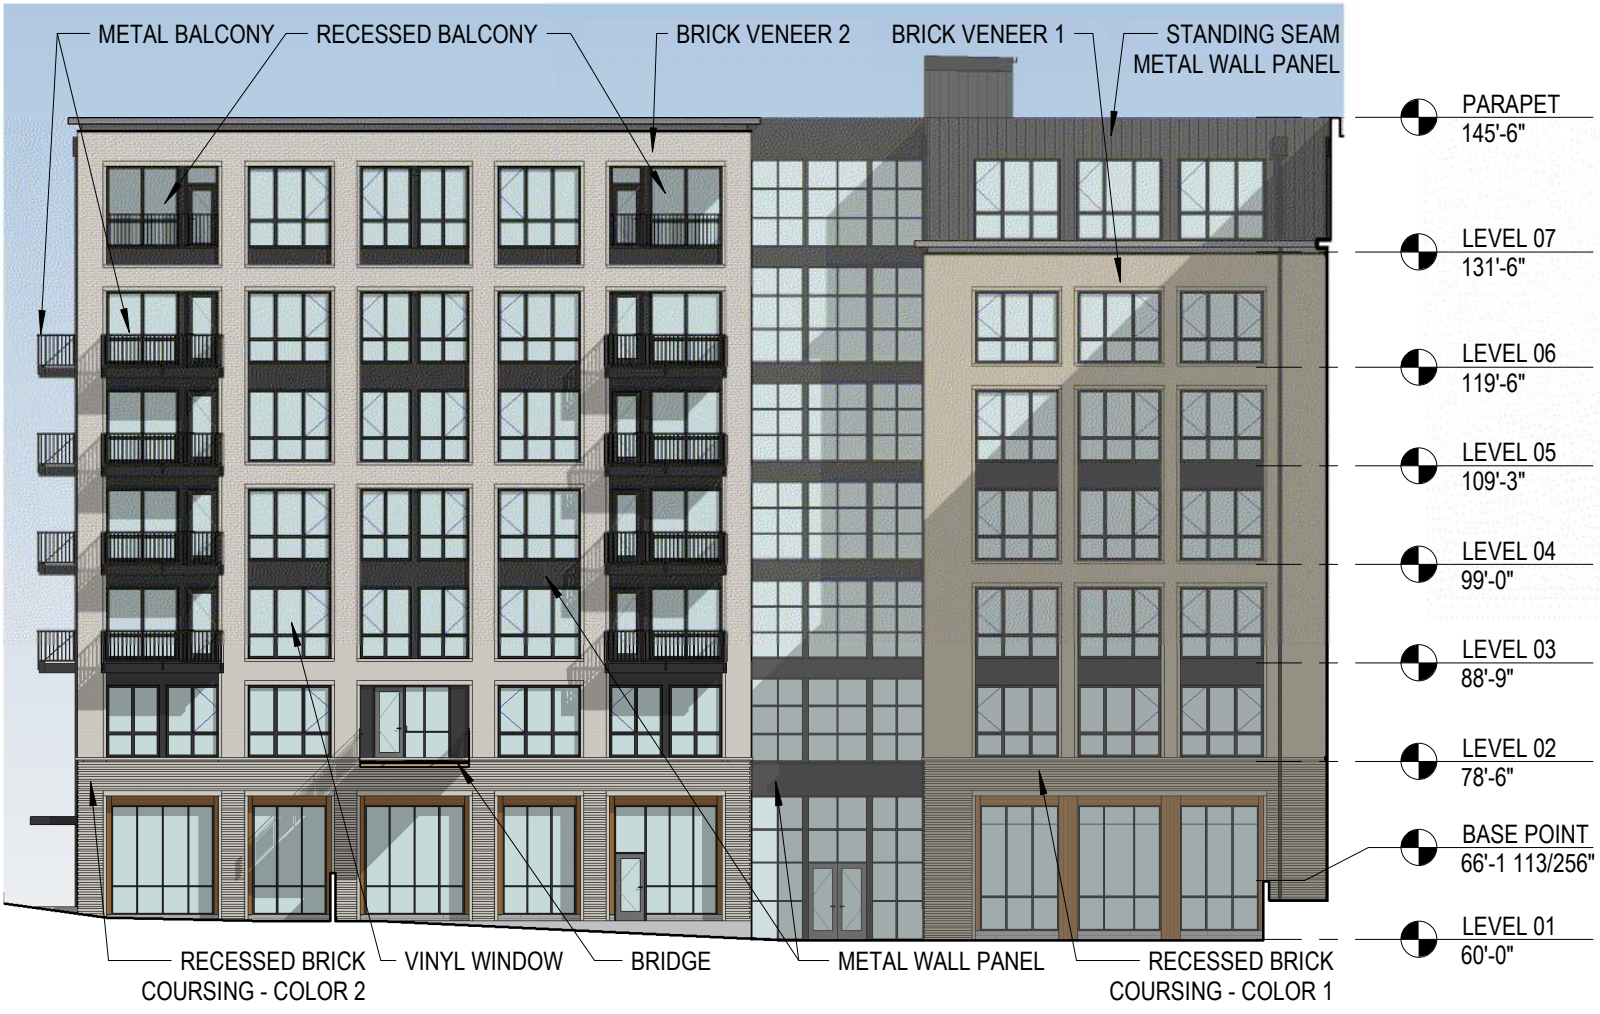 METAL BALCONY
RECESSED BALCONY
BRICK VENEER 2
BRICK VENEER 1
STANDING SEAM
METAL WALL PANEL
PARAPET
145'-6"
LEVEL 07
131'-6"
LEVEL 06
119'-6"
LEVEL 05
109'-3"
LEVEL 04
99'-0"
LEVEL 03
88'-9"
LEVEL 02
78'-6"
BASE POINT
66'-1 113/256"
LEVEL 01
60'-0"
RECESSED BRICK
COURSING - COLOR 2
VINYL WINDOW
BRIDGE
METAL WALL PANEL
RECESSED BRICK
COURSING - COLOR 1